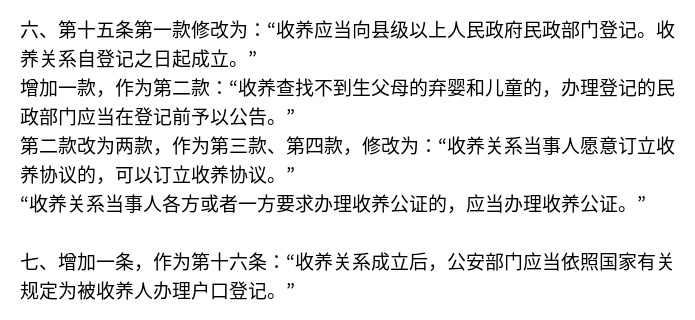 六、第十五条第一款修改为：“收养应当向县级以上人民政府民政部门登记。收
养关系自登记之日起成立。”
增加一款，作为第二款：“收养查找不到生父母的弃婴和儿童的，办理登记的民
政部门应当在登记前予以公告。”
第二款改为两款，作为第三款、第四款，修改为：“收养关系当事人愿意订立收
养协议的，可以订立收养协议。”
“收养关系当事人各方或者一方要求办理收养公证的，应当办理收养公证。”
七、增加一条，作为第十六条：“收养关系成立后，公安部门应当依照国家有关
规定为被收养人办理户口登记。”